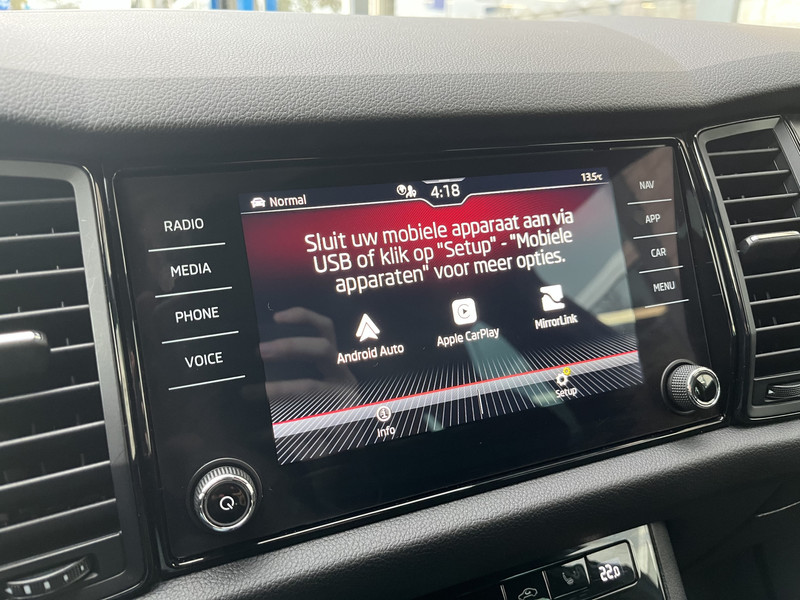 Normal
4:18
13.5°C
RADIO
MEDIA
PHONE
VOICE
Sluit uw mobiele apparaat aan via
USB of klik op "Setup" - "Mobiele
apparaten" voor meer opties.
Android Auto
Apple CarPlay
MirrorLink
Info
Setup
NAV
APP
CAR
MENU
22.0